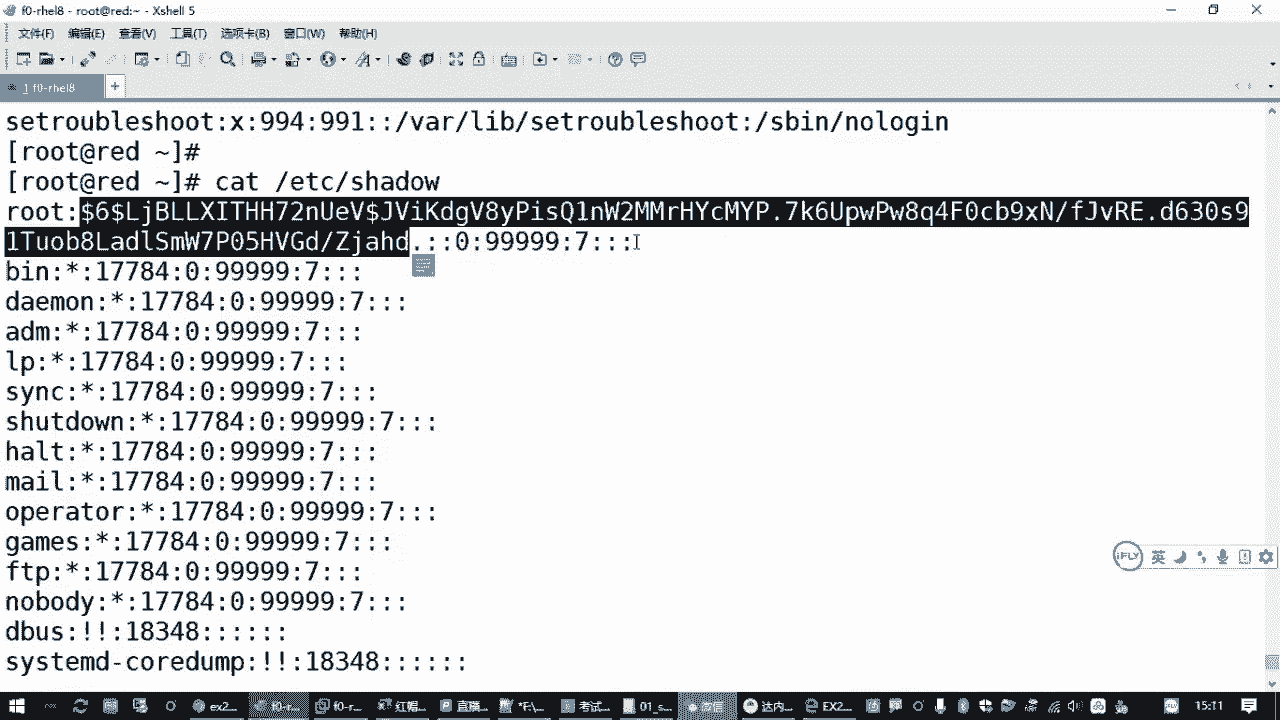 f0-rhel8 - root@red:~ - Xshell 5
文件(F) 编辑(E) 查看(V) 工具(T) 选项卡(B) 窗口(W) 帮助(H)
1 f0-rhel8
setroubleshoot:x:994:991::/var/lib/setroubleshoot:/sbin/nologin
[root@red ~]#
[root@red ~]# cat /etc/shadow
root:$6$LjBLLXITHH72nUeV$JViKdgV8yPisQ1nW2MMrHYcMYP.7k6UpwPw8q4F0cb9xN/fJvRE.d630s9
1Tuob8LadlSmW7P05HVGd/Zjahd.::0:99999:7:::
bin:*:17784:0:99999:7:::
daemon:*:17784:0:99999:7:::
adm:*:17784:0:99999:7:::
lp:*:17784:0:99999:7:::
sync:*:17784:0:99999:7:::
shutdown:*:17784:0:99999:7:::
halt:*:17784:0:99999:7:::
mail:*:17784:0:99999:7:::
operator:*:17784:0:99999:7:::
games:*:17784:0:99999:7:::
ftp:*:17784:0:99999:7:::
nobody:*:17784:0:99999:7:::
dbus:!!:18348::::::
systemd-coredump:!!:18348::::::
iFLY 英
ex2... f0-r... f0-r... 红帽... 直播... *F\... 考试... 01_s... 达内... EX2... 15:11